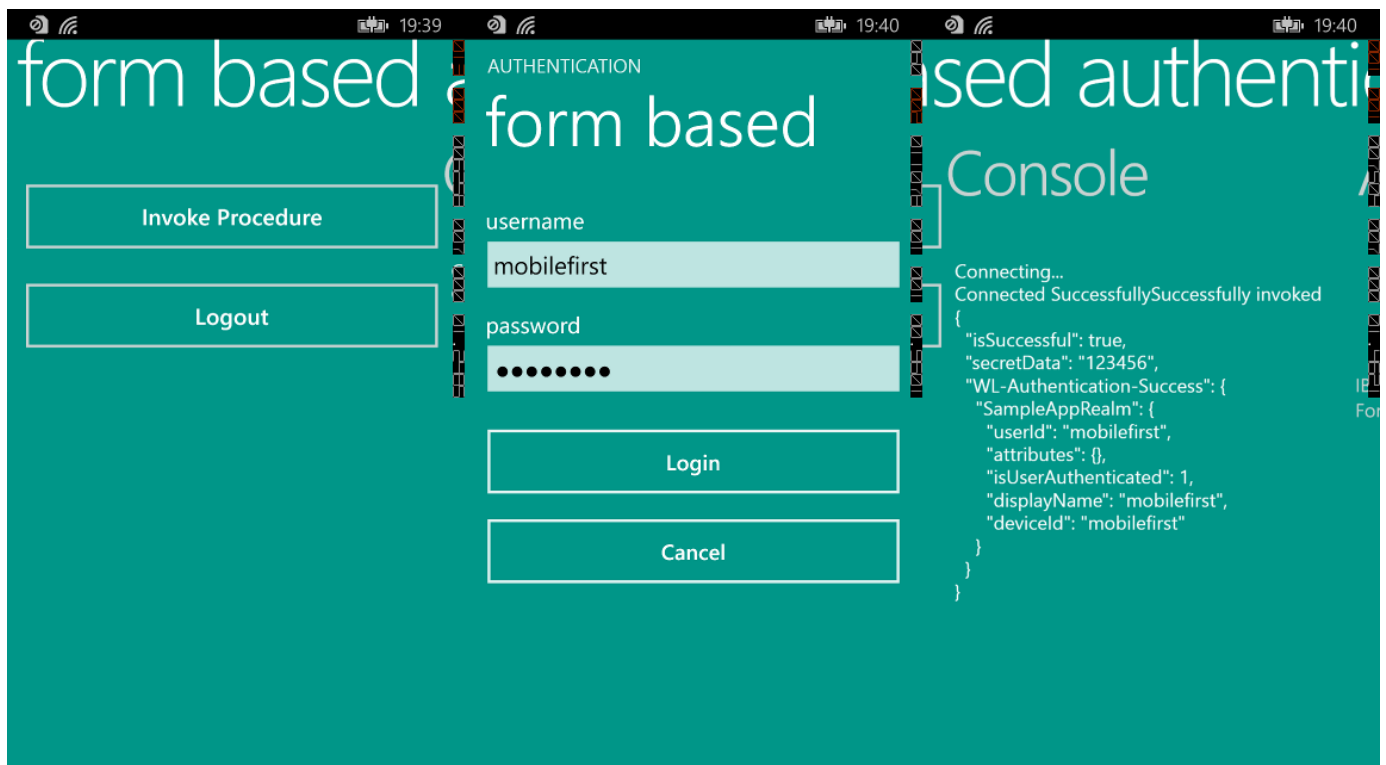 19:39
form based a
Invoke Procedure
Logout
19:40
AUTHENTICATION
form based
username
mobilefirst
password
Login
Cancel
19:40
sed authenti
Console
Connecting...
Connected SuccessfullySuccessfully invoked
{
"isSuccessful": true,
"secretData": "123456",
"WL-Authentication-Success": {
"SampleAppRealm": {
"userId": "mobilefirst",
"attributes": {},
"isUserAuthenticated": 1,
"displayName": "mobilefirst",
"deviceId": "mobilefirst"
}
}
}
For